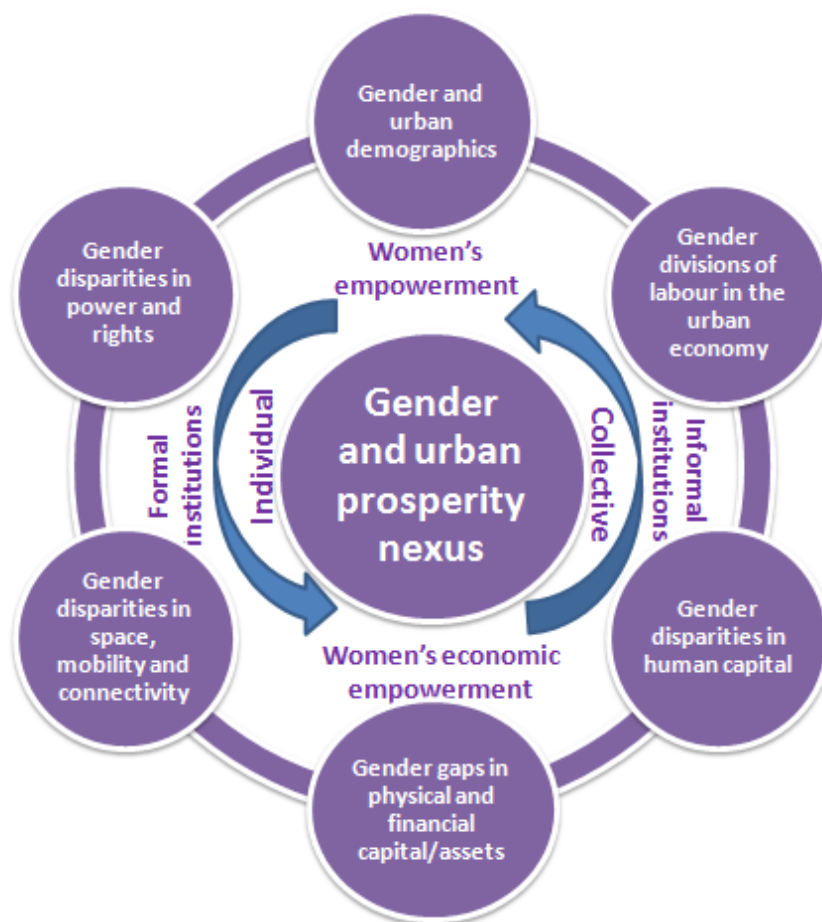 Gender and
urban
demographics
Gender
disparities in
power and
rights
Women's
empowerment
Gender
divisions of
labour in the
urban
economy
Formal
institutions
Individual
Gender
and urban
prosperity
nexus
Collective
Informal
institutions
Gender
disparities in
space,
mobility and
connectivity
Women's economic
empowerment
Gender
disparities in
human capital
Gender gaps in
physical and
financial
capital/assets